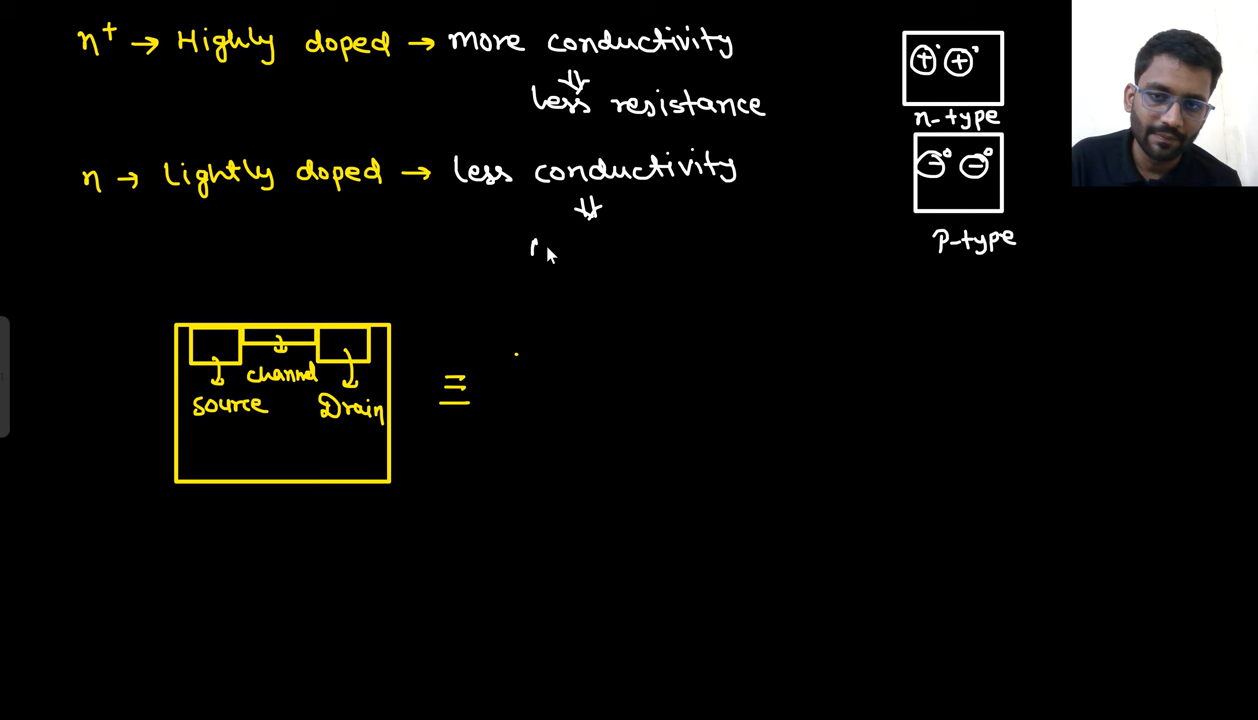 n+ → Highly doped → more conductivity
⇓
less resistance
n → Lightly doped → less conductivity
⇓
n-type
p-type
channel
source
Drain
≡